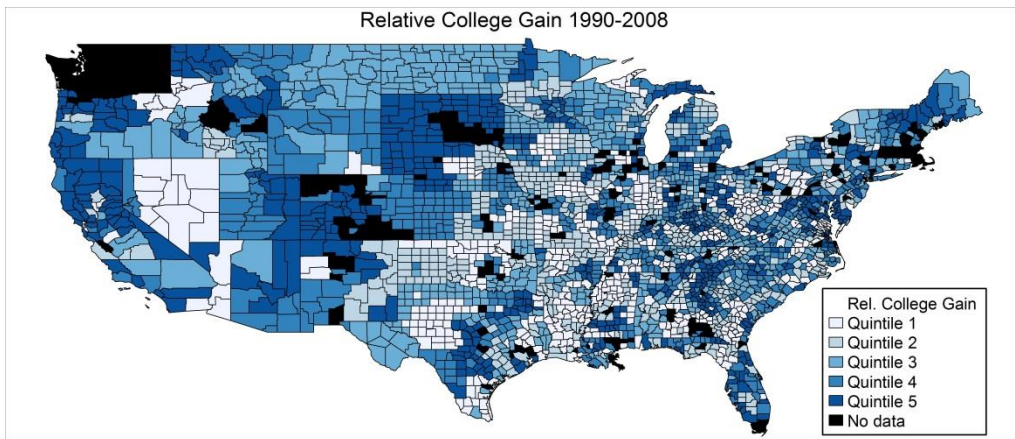 Relative College Gain 1990-2008
Rel. College Gain
Quintile 1
Quintile 2
Quintile 3
Quintile 4
Quintile 5
No data